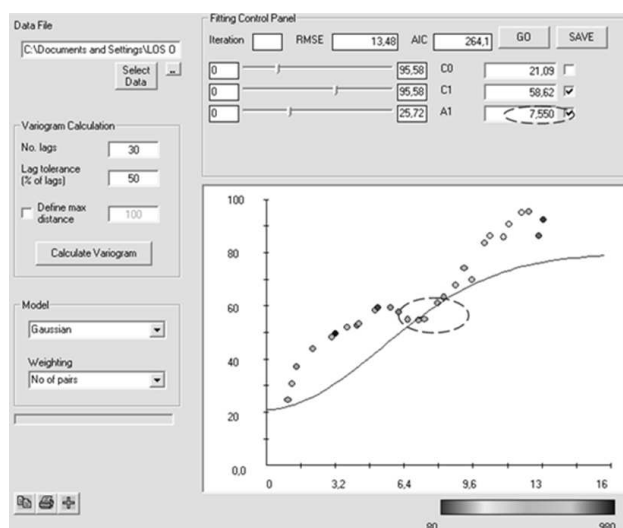 Data File
C:\Documents and Settings\LOS O
Select Data
..
Variogram Calculation
No. lags 30
Lag tolerance (% of lags) 50
Define max distance 100
Calculate Variogram
Model
Gaussian
Weighting
No of pairs
Fitting Control Panel
Iteration RMSE 13,48 AIC 264,1 GO SAVE
0 95,58 C0 21,09
0 95,58 C1 58,62
0 25,72 A1 7,550
100
80
60
40
20
0,0
0 3,2 6,4 9,6 13 16
80 980